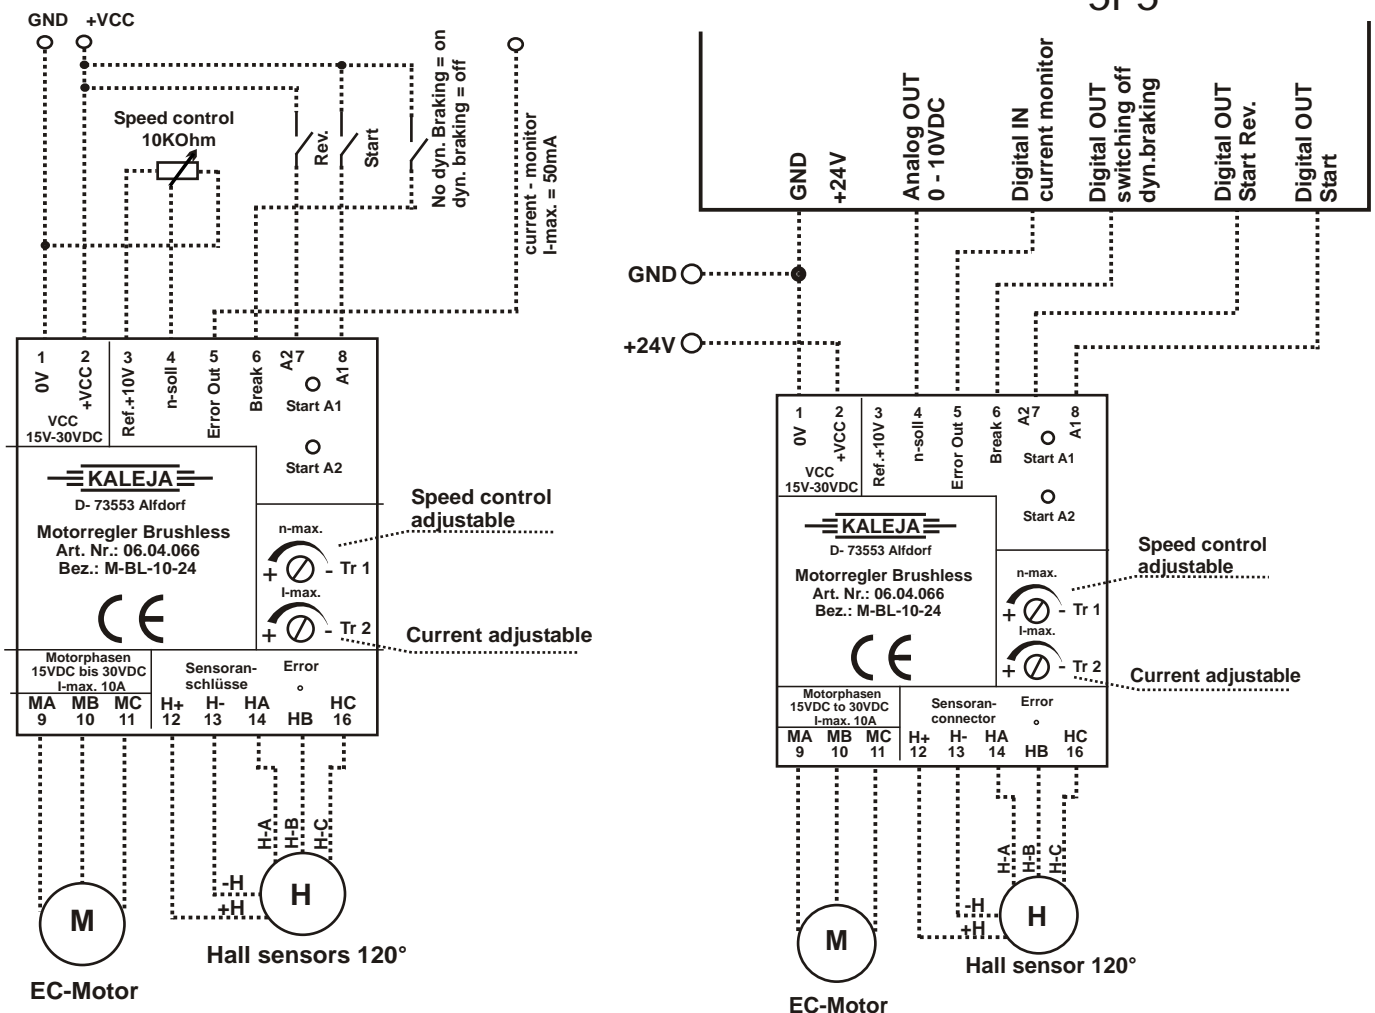 GND +VCC
Speed control
10KOhm
Rev.
Start
No dyn. Braking = on
dyn. braking = off
current - monitor
I-max. = 50mA
1 2 3 4 5 6 7 8
0V
+VCC
Ref.+10V
n-soll
Error Out
Break
A2
A1
VCC
15V-30VDC
Start A1
Start A2
KALEJA
D- 73553 Alfdorf
Motorregler Brushless
Art. Nr.: 06.04.066
Bez.: M-BL-10-24
CE
n-max.
+ - Tr 1
I-max.
+ - Tr 2
Speed control
adjustable
Current adjustable
Motorphasen
15VDC bis 30VDC
I-max. 10A
Sensoran-
schlüsse
Error
MA MB MC H+ H- HA HC
9 10 11 12 13 14 HB 16
H-A
H-B
H-C
-H
+H
M
H
Hall sensors 120°
EC-Motor
GND
+24V
Analog OUT
0 - 10VDC
Digital IN
current monitor
Digital OUT
switching off
dyn.braking
Digital OUT
Start Rev.
Digital OUT
Start
GND
+24V
1 2 3 4 5 6 7 8
0V
+VCC
Ref.+10V
n-soll
Error Out
Break
A2
A1
VCC
15V-30VDC
Start A1
Start A2
KALEJA
D- 73553 Alfdorf
Motorregler Brushless
Art. Nr.: 06.04.066
Bez.: M-BL-10-24
CE
n-max.
+ - Tr 1
I-max.
+ - Tr 2
Speed control
adjustable
Current adjustable
Motorphasen
15VDC to 30VDC
I-max. 10A
Sensoran-
connector
Error
MA MB MC H+ H- HA HC
9 10 11 12 13 14 HB 16
H-A
H-B
H-C
-H
+H
M
H
Hall sensor 120°
EC-Motor